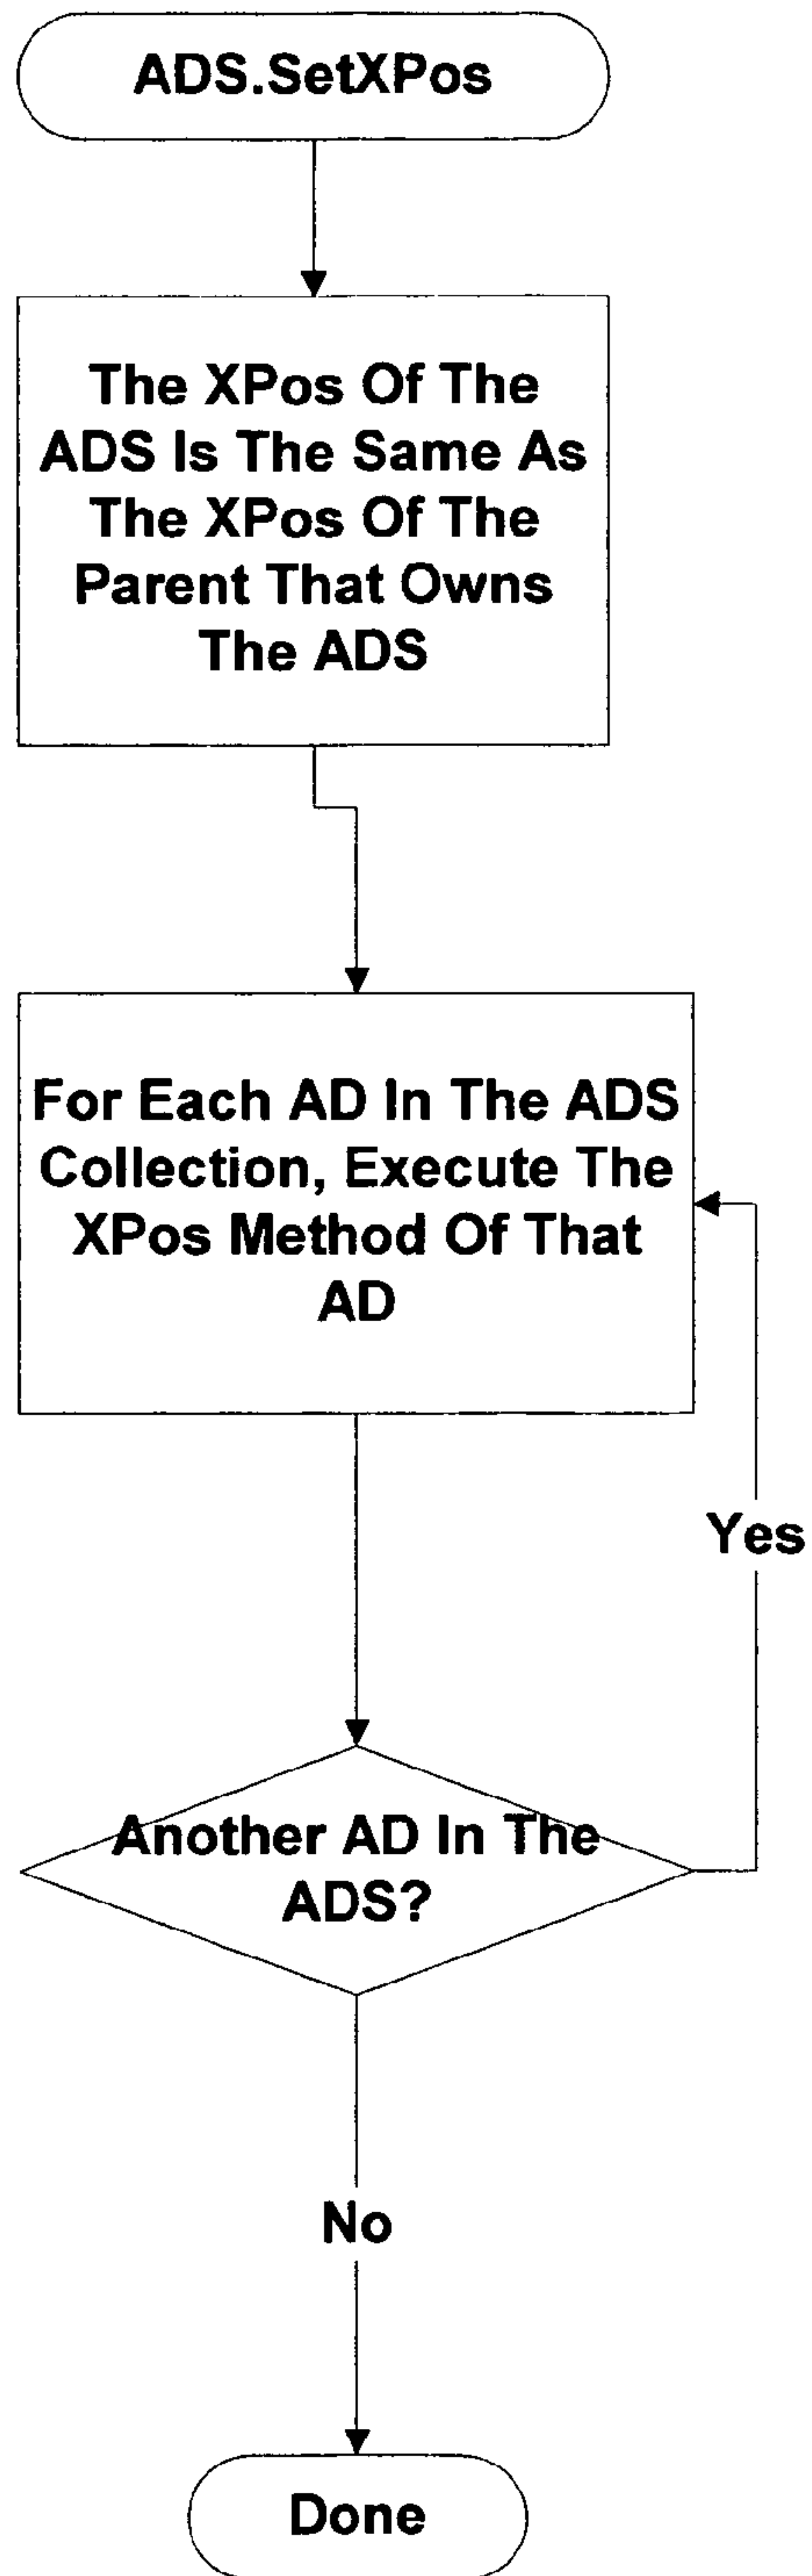 ADS.SetXPos
The XPos Of The
ADS Is The Same As
The XPos Of The
Parent That Owns
The ADS
For Each AD In The ADS
Collection, Execute The
XPos Method Of That
AD
Yes
Another AD In The
ADS?
No
Done